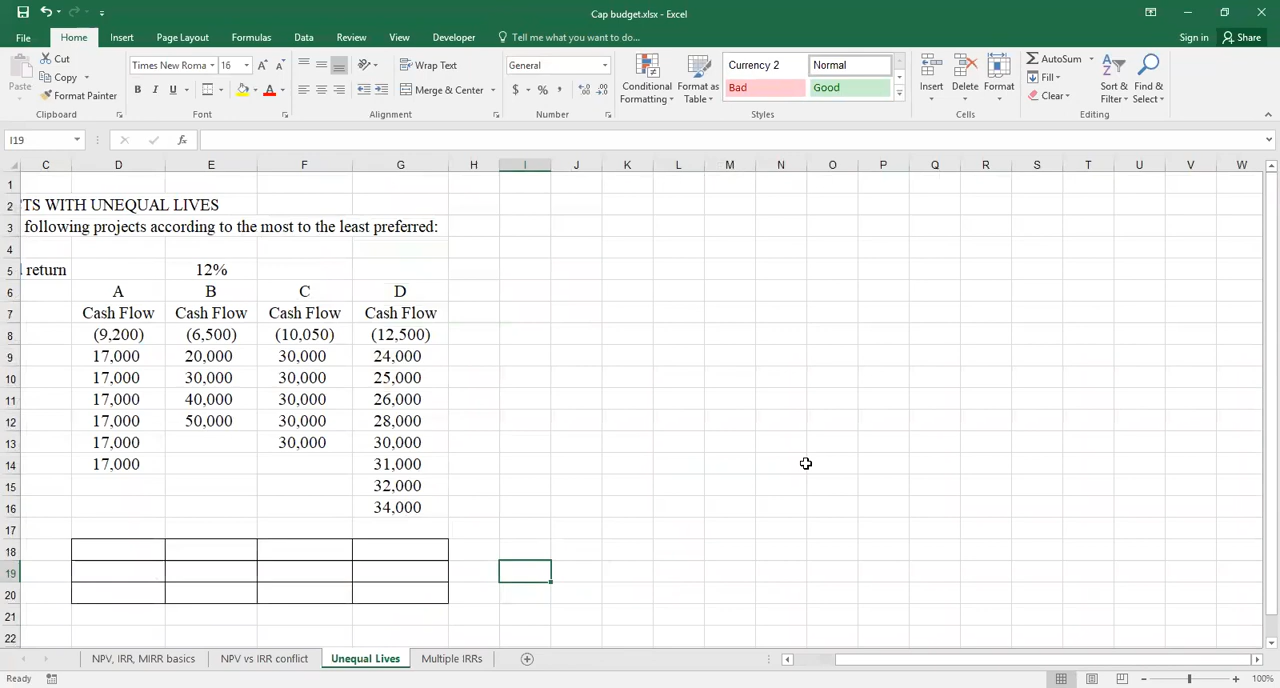 Cap budget.xlsx - Excel
File Home Insert Page Layout Formulas Data Review View Developer Tell me what you want to do... Sign in Share
Paste Cut Copy Format Painter
Clipboard
Times New Roma 16 A A
B I U A
Font
Wrap Text
Merge & Center
Alignment
General
$ % ,
Number
Conditional Formatting Format as Table
Currency 2 Normal
Bad Good
Styles
Insert Delete Format
Cells
AutoSum Fill Clear
Sort & Filter Find & Select
Editing
I19 fx
C D E F G H I J K L M N O P Q R S T U V W
1
2 TS WITH UNEQUAL LIVES
3 following projects according to the most to the least preferred:
4
5 return 12%
6 A B C D
7 Cash Flow Cash Flow Cash Flow Cash Flow
8 (9,200) (6,500) (10,050) (12,500)
9 17,000 20,000 30,000 24,000
10 17,000 30,000 30,000 25,000
11 17,000 40,000 30,000 26,000
12 17,000 50,000 30,000 28,000
13 17,000 30,000 30,000
14 17,000 31,000
15 32,000
16 34,000
17
18
19
20
21
22
NPV, IRR, MIRR basics NPV vs IRR conflict Unequal Lives Multiple IRRs
Ready 100%